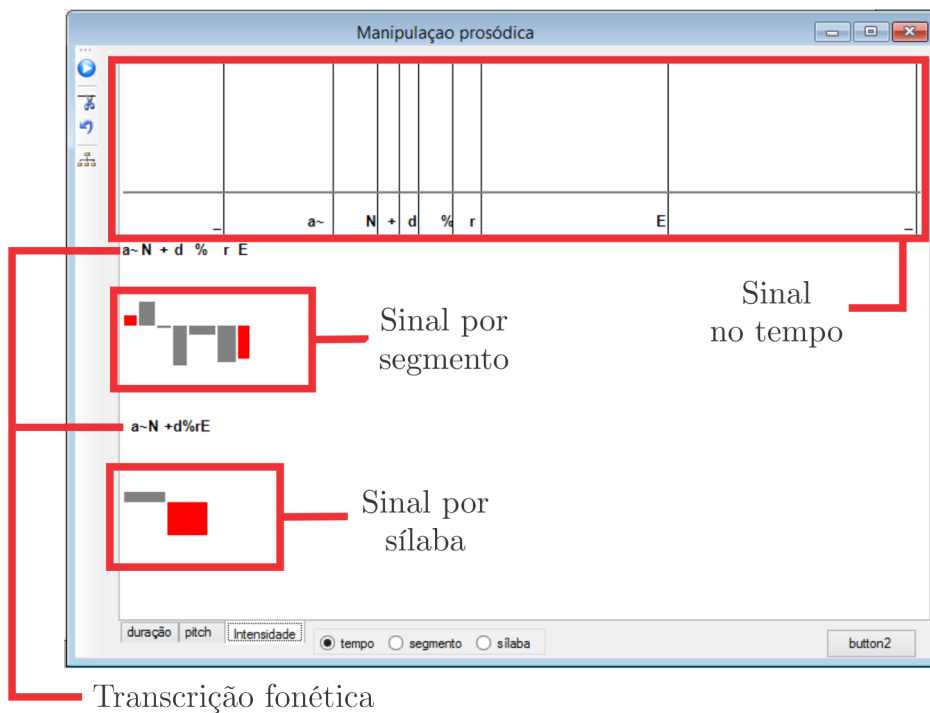 Manipulaçao prosódica
_ a~ N + d % r E _
a~ N + d % r E
Sinal
no tempo
Sinal por
segmento
a~N +d%rE
Sinal por
sílaba
duração pitch Intensidade tempo segmento sílaba button2
Transcrição fonética